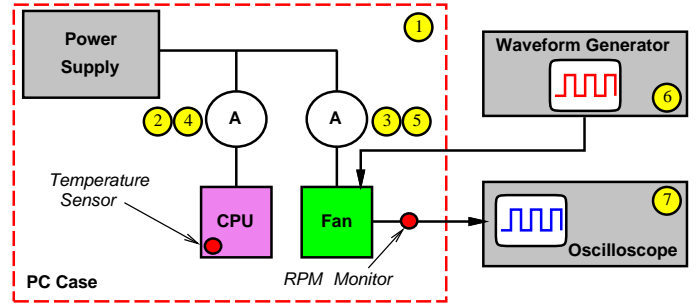 Power
Supply
1
Waveform Generator
6
2 4
A
A
3 5
Temperature
Sensor
CPU
Fan
7
Oscilloscope
RPM Monitor
PC Case